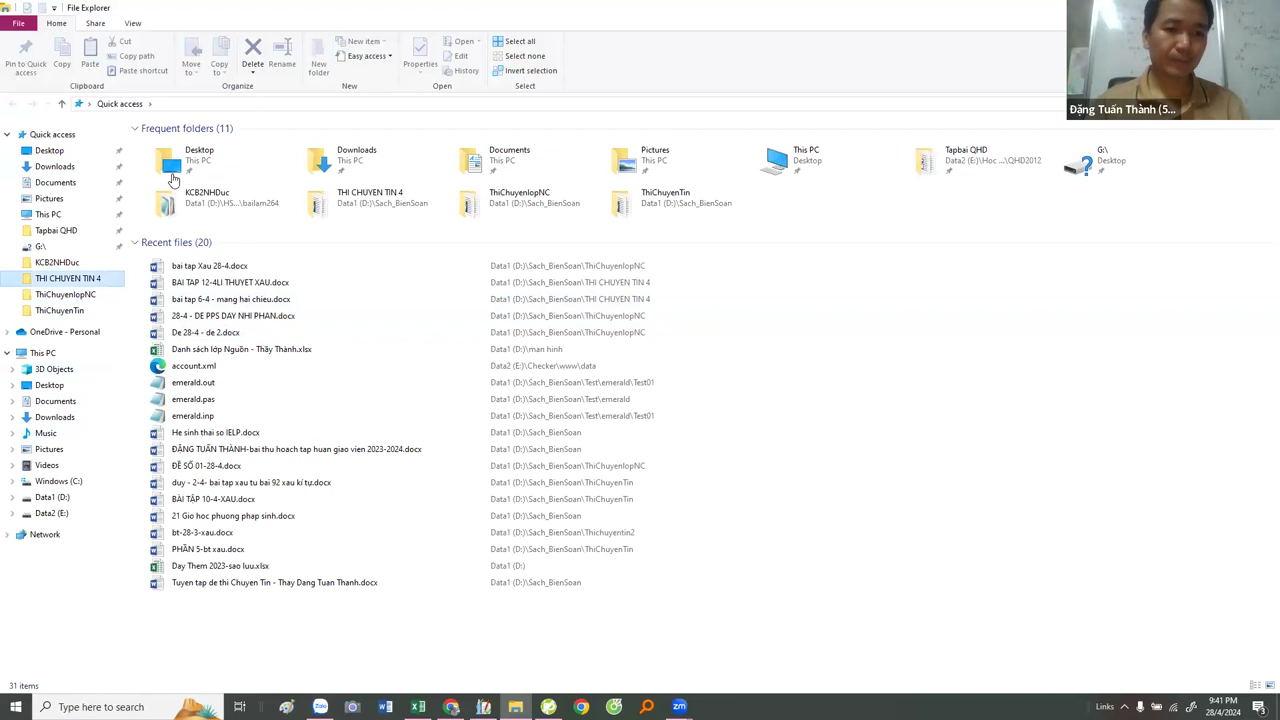 File Explorer
File Home Share View
Pin to Quick access
Copy
Paste
Cut
Copy path
Paste shortcut
Clipboard
Move to
Copy to
Delete
Rename
Organize
New folder
New item
Easy access
New
Properties
Open
Edit
History
Open
Select all
Select none
Invert selection
Select
Đặng Tuấn Thành (5...
Quick access
Quick access
Desktop
Downloads
Documents
Pictures
This PC
Tapbai QHD
G:\
KCB2NHDuc
THI CHUYEN TIN 4
ThiChuyenlopNC
ThiChuyenTin
OneDrive - Personal
This PC
3D Objects
Desktop
Documents
Downloads
Music
Pictures
Videos
Windows (C:)
Data1 (D:)
Data2 (E:)
Network
Frequent folders (11)
Desktop
This PC
Downloads
This PC
Documents
This PC
Pictures
This PC
This PC
Desktop
Tapbai QHD
Data2 (E:)\Hoc ...\QHD2012
G:\
Desktop
KCB2NHDuc
Data1 (D:)\HS...\bailam264
THI CHUYEN TIN 4
Data1 (D:)\Sach_BienSoan
ThiChuyenlopNC
Data1 (D:)\Sach_BienSoan
ThiChuyenTin
Data1 (D:)\Sach_BienSoan
Recent files (20)
bai tap Xau 28-4.docx Data1 (D:)\Sach_BienSoan\ThiChuyenlopNC
BAI TAP 12-4LI THUYET XAU.docx Data1 (D:)\Sach_BienSoan\THI CHUYEN TIN 4
bai tap 6-4 - mang hai chieu.docx Data1 (D:)\Sach_BienSoan\THI CHUYEN TIN 4
28-4 - DE PPS DAY NHI PHAN.docx Data1 (D:)\Sach_BienSoan\ThiChuyenlopNC
De 28-4 - de 2.docx Data1 (D:)\Sach_BienSoan\ThiChuyenlopNC
Danh sách lớp Nguồn - Thầy Thành.xlsx Data1 (D:)\man hinh
account.xml Data2 (E:)\Checker\www\data
emerald.out Data1 (D:)\Sach_BienSoan\Test\emerald\Test01
emerald.pas Data1 (D:)\Sach_BienSoan\Test\emerald
emerald.inp Data1 (D:)\Sach_BienSoan\Test\emerald\Test01
He sinh thai so IELP.docx Data1 (D:)\Sach_BienSoan
ĐẶNG TUẤN THÀNH-bai thu hoach tap huan giao vien 2023-2024.docx Data1 (D:)\Sach_BienSoan
ĐỀ SỐ 01-28-4.docx Data1 (D:)\Sach_BienSoan\ThiChuyenlopNC
duy - 2-4- bai tap xau tu bai 92 xau kí tự.docx Data1 (D:)\Sach_BienSoan\ThiChuyenTin
BÀI TẬP 10-4-XAU.docx Data1 (D:)\Sach_BienSoan\ThiChuyenTin
21 Gio hoc phuong phap sinh.docx Data1 (D:)\Sach_BienSoan
bt-28-3-xau.docx Data1 (D:)\Sach_BienSoan\Thichuyentin2
PHẦN 5-bt xau.docx Data1 (D:)\Sach_BienSoan\ThiChuyenTin
Day Them 2023-sao luu.xlsx Data1 (D:)
Tuyen tap de thi Chuyen Tin - Thay Dang Tuan Thanh.docx Data1 (D:)\Sach_BienSoan
31 items
Type here to search
Zalo
zm
Links
9:41 PM
28/4/2024
3